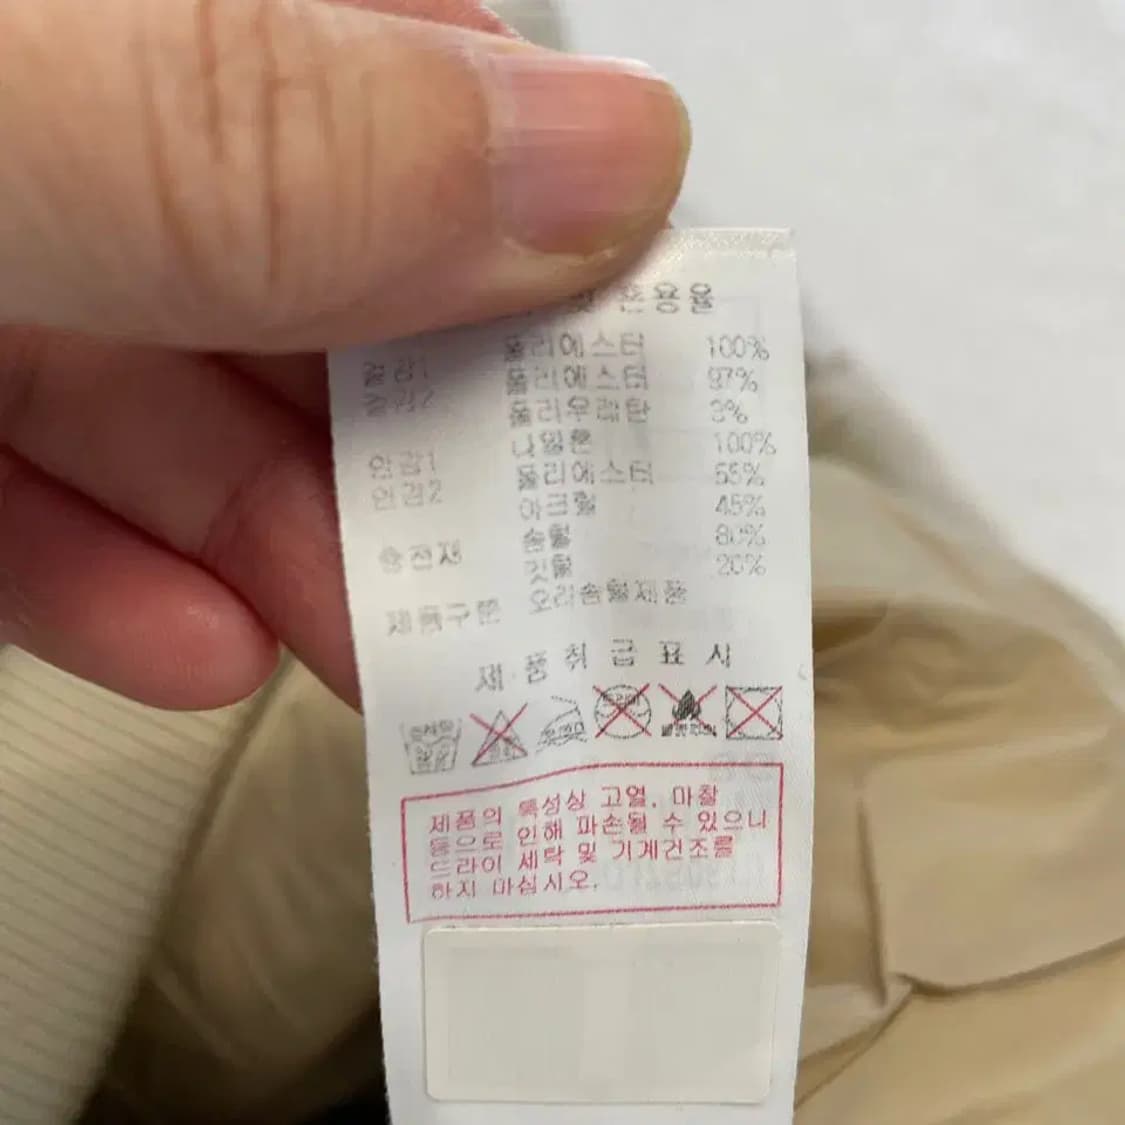 및 혼용율
폴리에스터 100%
겉감1 폴리에스터 97%
겉감2 폴리우레탄 3%
나일론 100%
안감1 폴리에스터 55%
안감2 아크릴 45%
솜털 80%
충전재 깃털 20%
제품구분 오리솜털제품
제 품 취 급 표 시
드라이
제품의 특성상 고열, 마찰
등으로 인해 파손될 수 있으니
드라이 세탁 및 기계건조를
하지 마십시오.